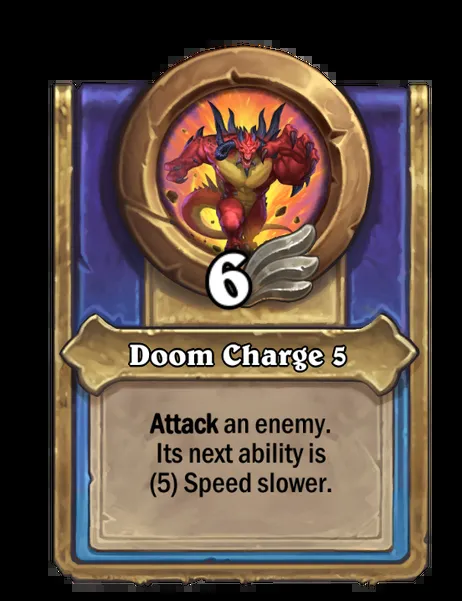 6
Doom Charge 5
Attack an enemy.
Its next ability is
(5) Speed slower.